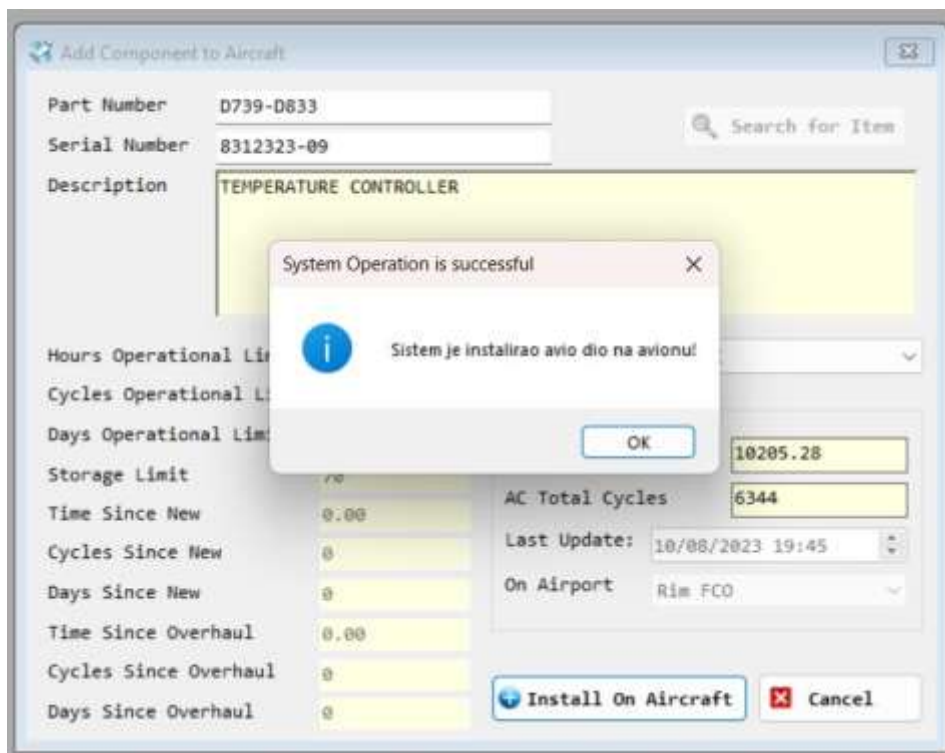 Add Component to Aircraft
Part Number D739-D833
Search for Item
Serial Number 8312323-09
Description TEMPERATURE CONTROLLER
System Operation is successful
Sistem je instalirao avio dio na avionu!
OK
Hours Operational
Cycles Operational
Days Operational
10205.28
Storage Limit 70
AC Total Cycles 6344
Time Since New 0.00
Last Update: 10/08/2023 19:45
Cycles Since New 0
On Airport Rim FCO
Days Since New 0
Time Since Overhaul 0.00
Cycles Since Overhaul 0
Install On Aircraft Cancel
Days Since Overhaul 0